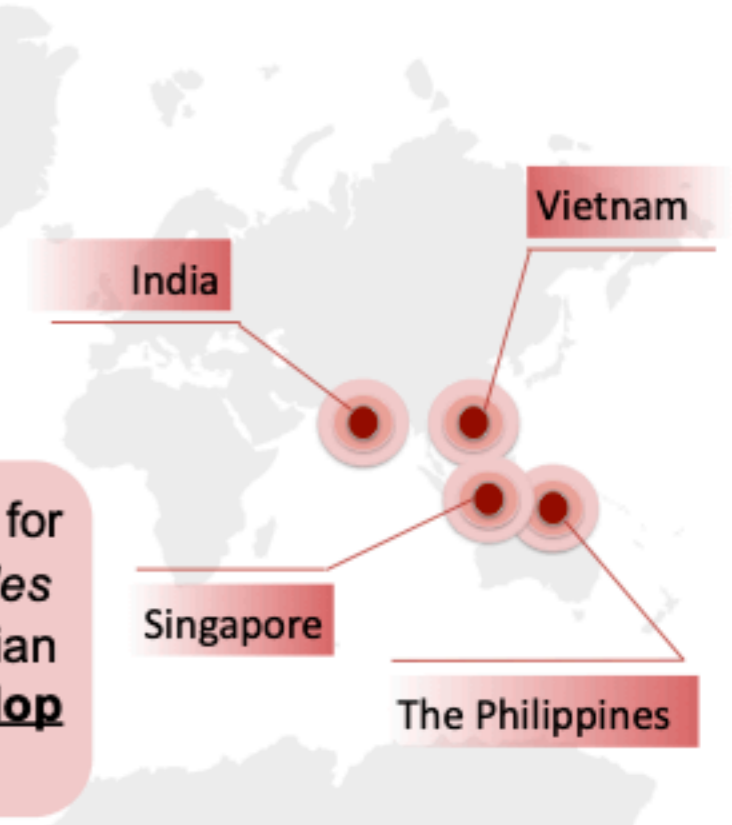 Vietnam
India
for
es
ian
lop
Singapore
The Philippines